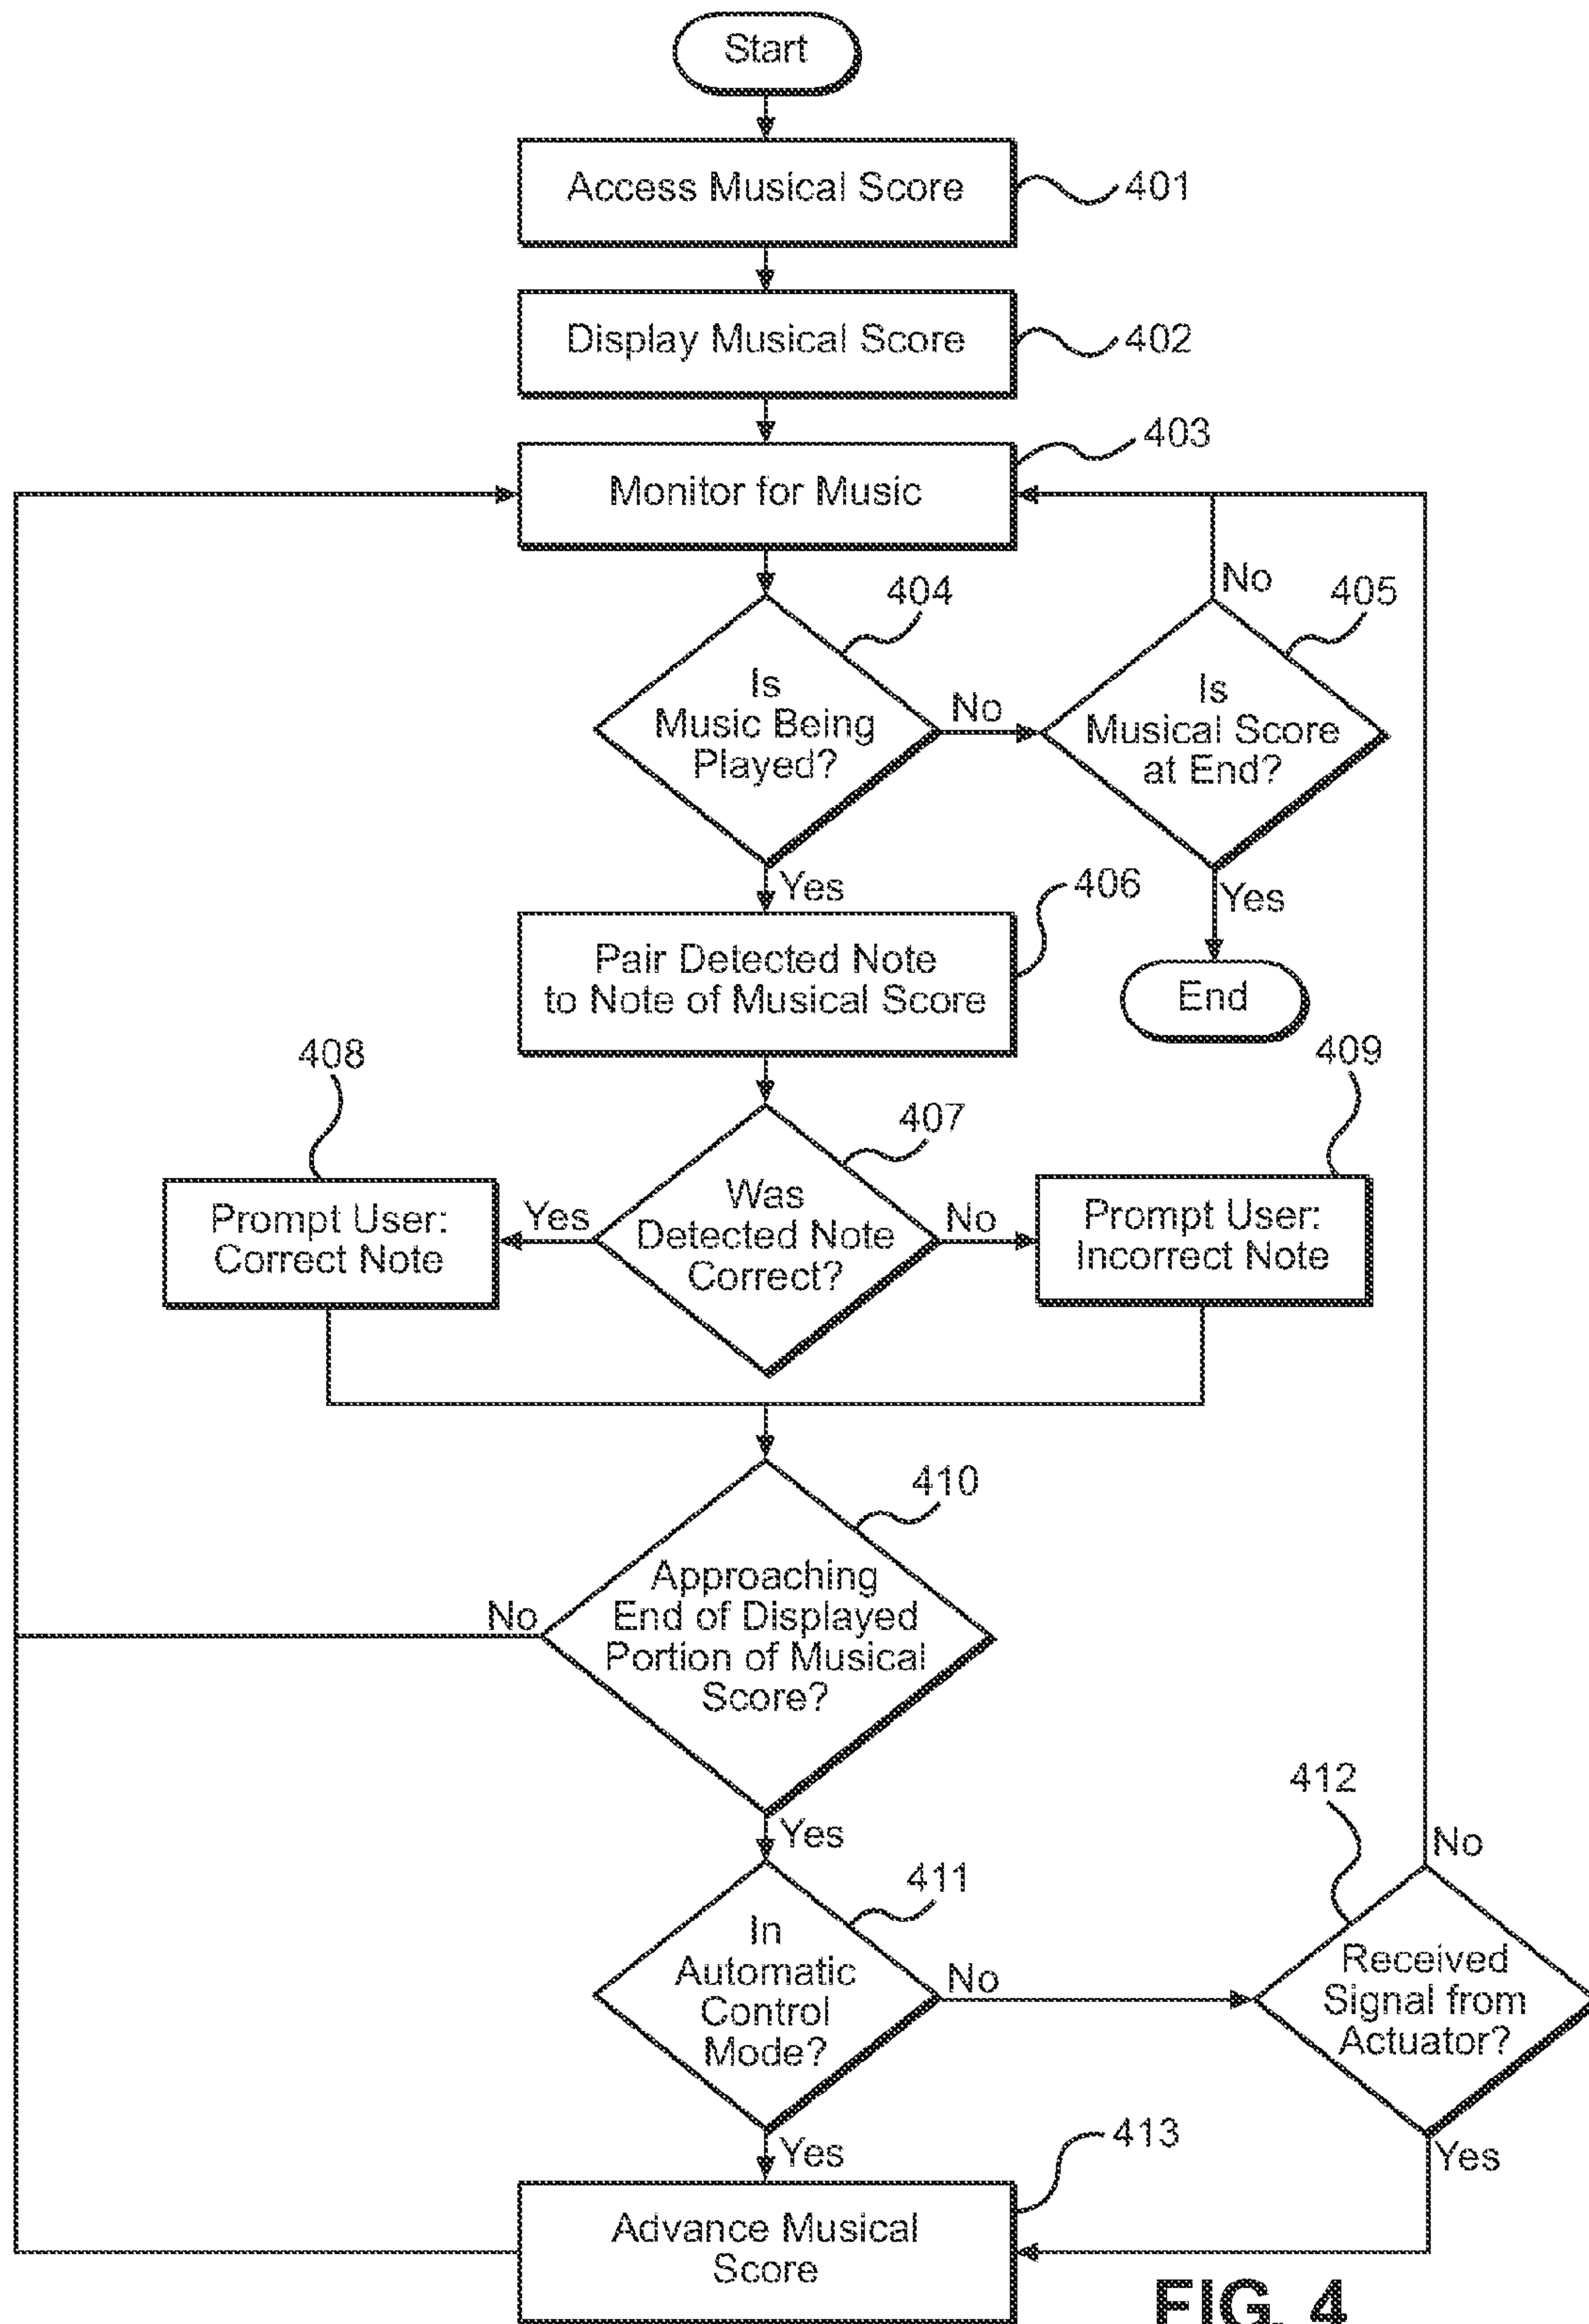 Start
Access Musical Score
401
Display Musical Score
402
403
Monitor for Music
404
No
405
Is
Music Being
Played?
No
Is
Musical Score
at End?
Yes
406
Yes
Pair Detected Note
to Note of Musical Score
End
408
409
407
Prompt User:
Correct Note
Yes
Was
Detected Note
Correct?
No
Prompt User:
Incorrect Note
410
Approaching
End of Displayed
Portion of Musical
Score?
No
412
Yes
No
411
In
Automatic
Control
Mode?
No
Received
Signal from
Actuator?
413
Yes
Yes
Advance Musical
Score
FIG. 4